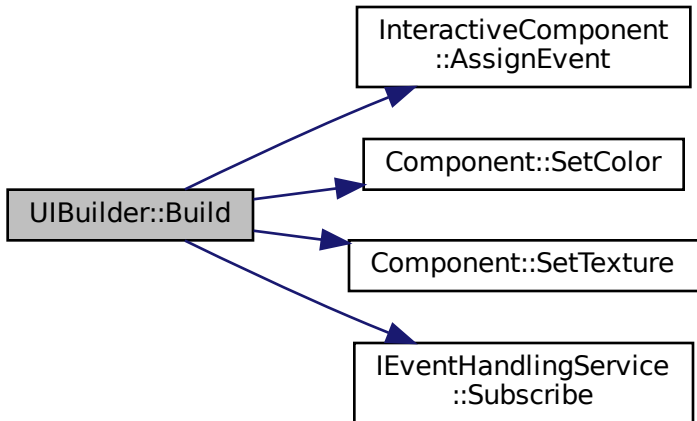 InteractiveComponent
::AssignEvent
Component::SetColor
UIBuilder::Build
Component::SetTexture
IEventHandlingService
::Subscribe